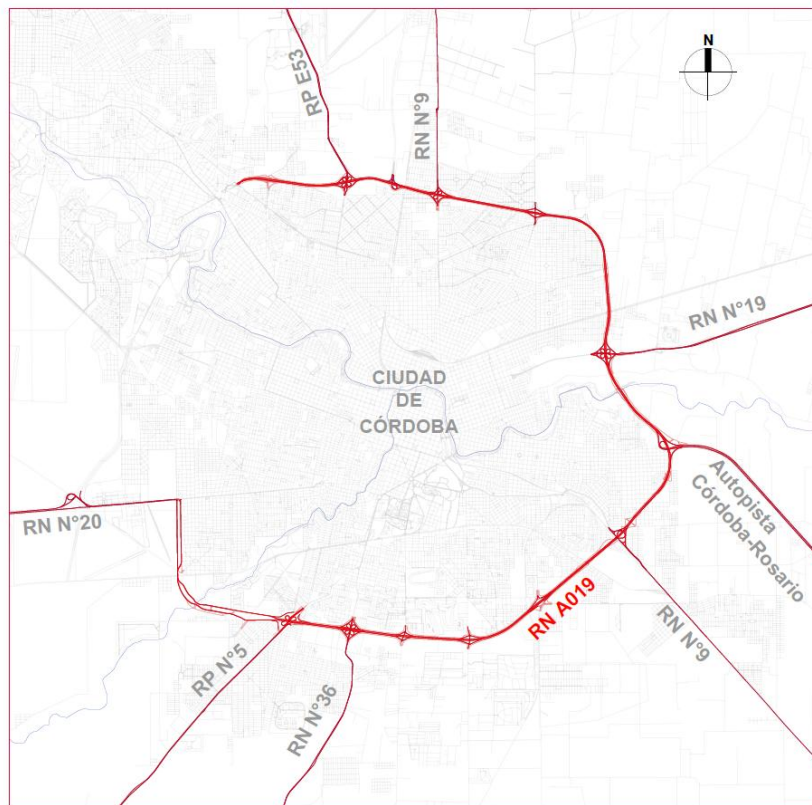 N
RP E53
RN N°9
RN N°19
CIUDAD
DE
CÓRDOBA
Autopista
Córdoba-Rosario
RN N°20
RN A019
RN N°9
RP N°5
RN N°36